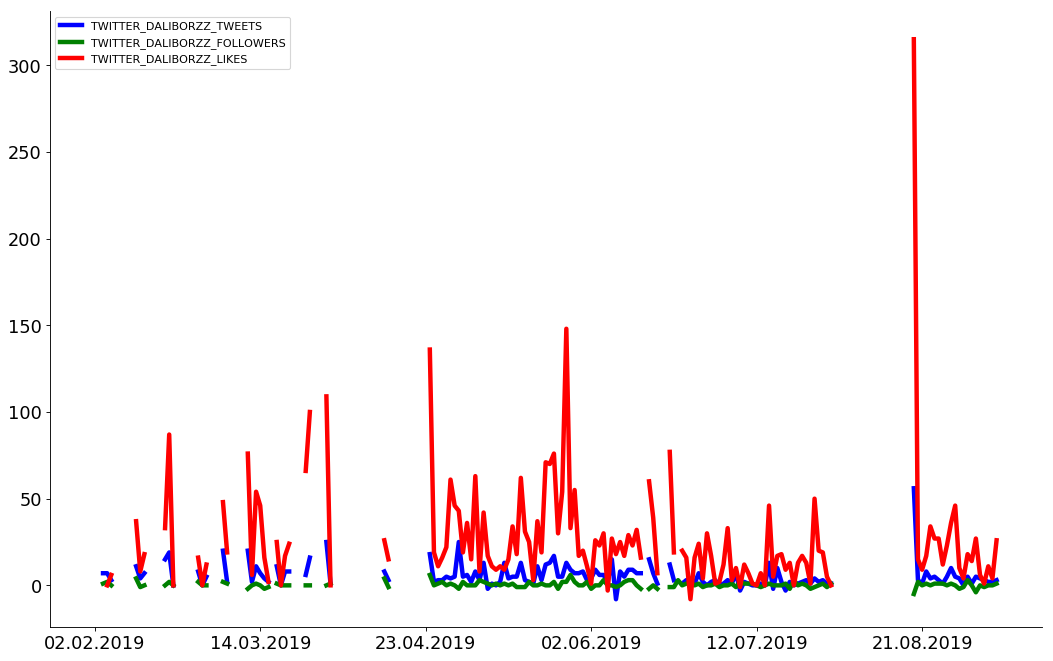 TWITTER_DALIBORZZ_TWEETS
TWITTER_DALIBORZZ_FOLLOWERS
TWITTER_DALIBORZZ_LIKES
300
250
200
150
100
50
0
02.02.2019 14.03.2019 23.04.2019 02.06.2019 12.07.2019 21.08.2019